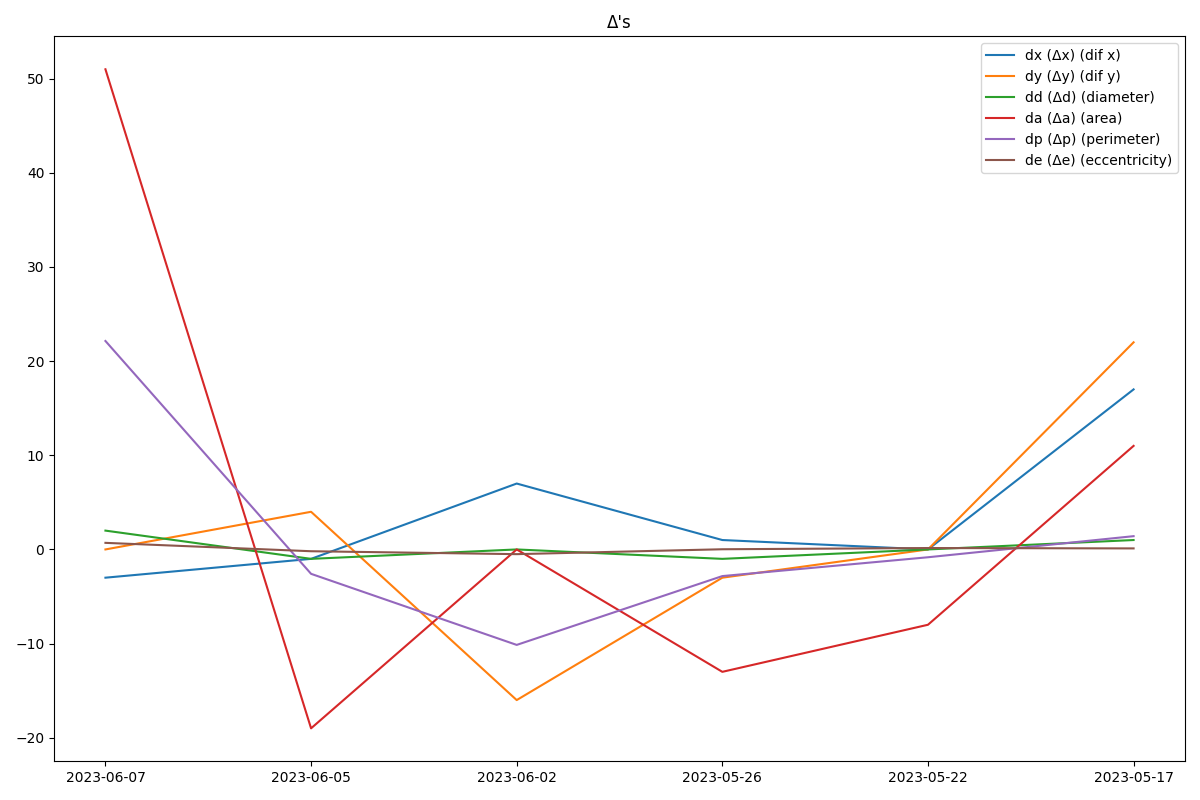 Δ's
dx (Δx) (dif x)
dy (Δy) (dif y)
dd (Δd) (diameter)
da (Δa) (area)
dp (Δp) (perimeter)
de (Δe) (eccentricity)
50
40
30
20
10
0
−10
−20
2023-06-07 2023-06-05 2023-06-02 2023-05-26 2023-05-22 2023-05-17